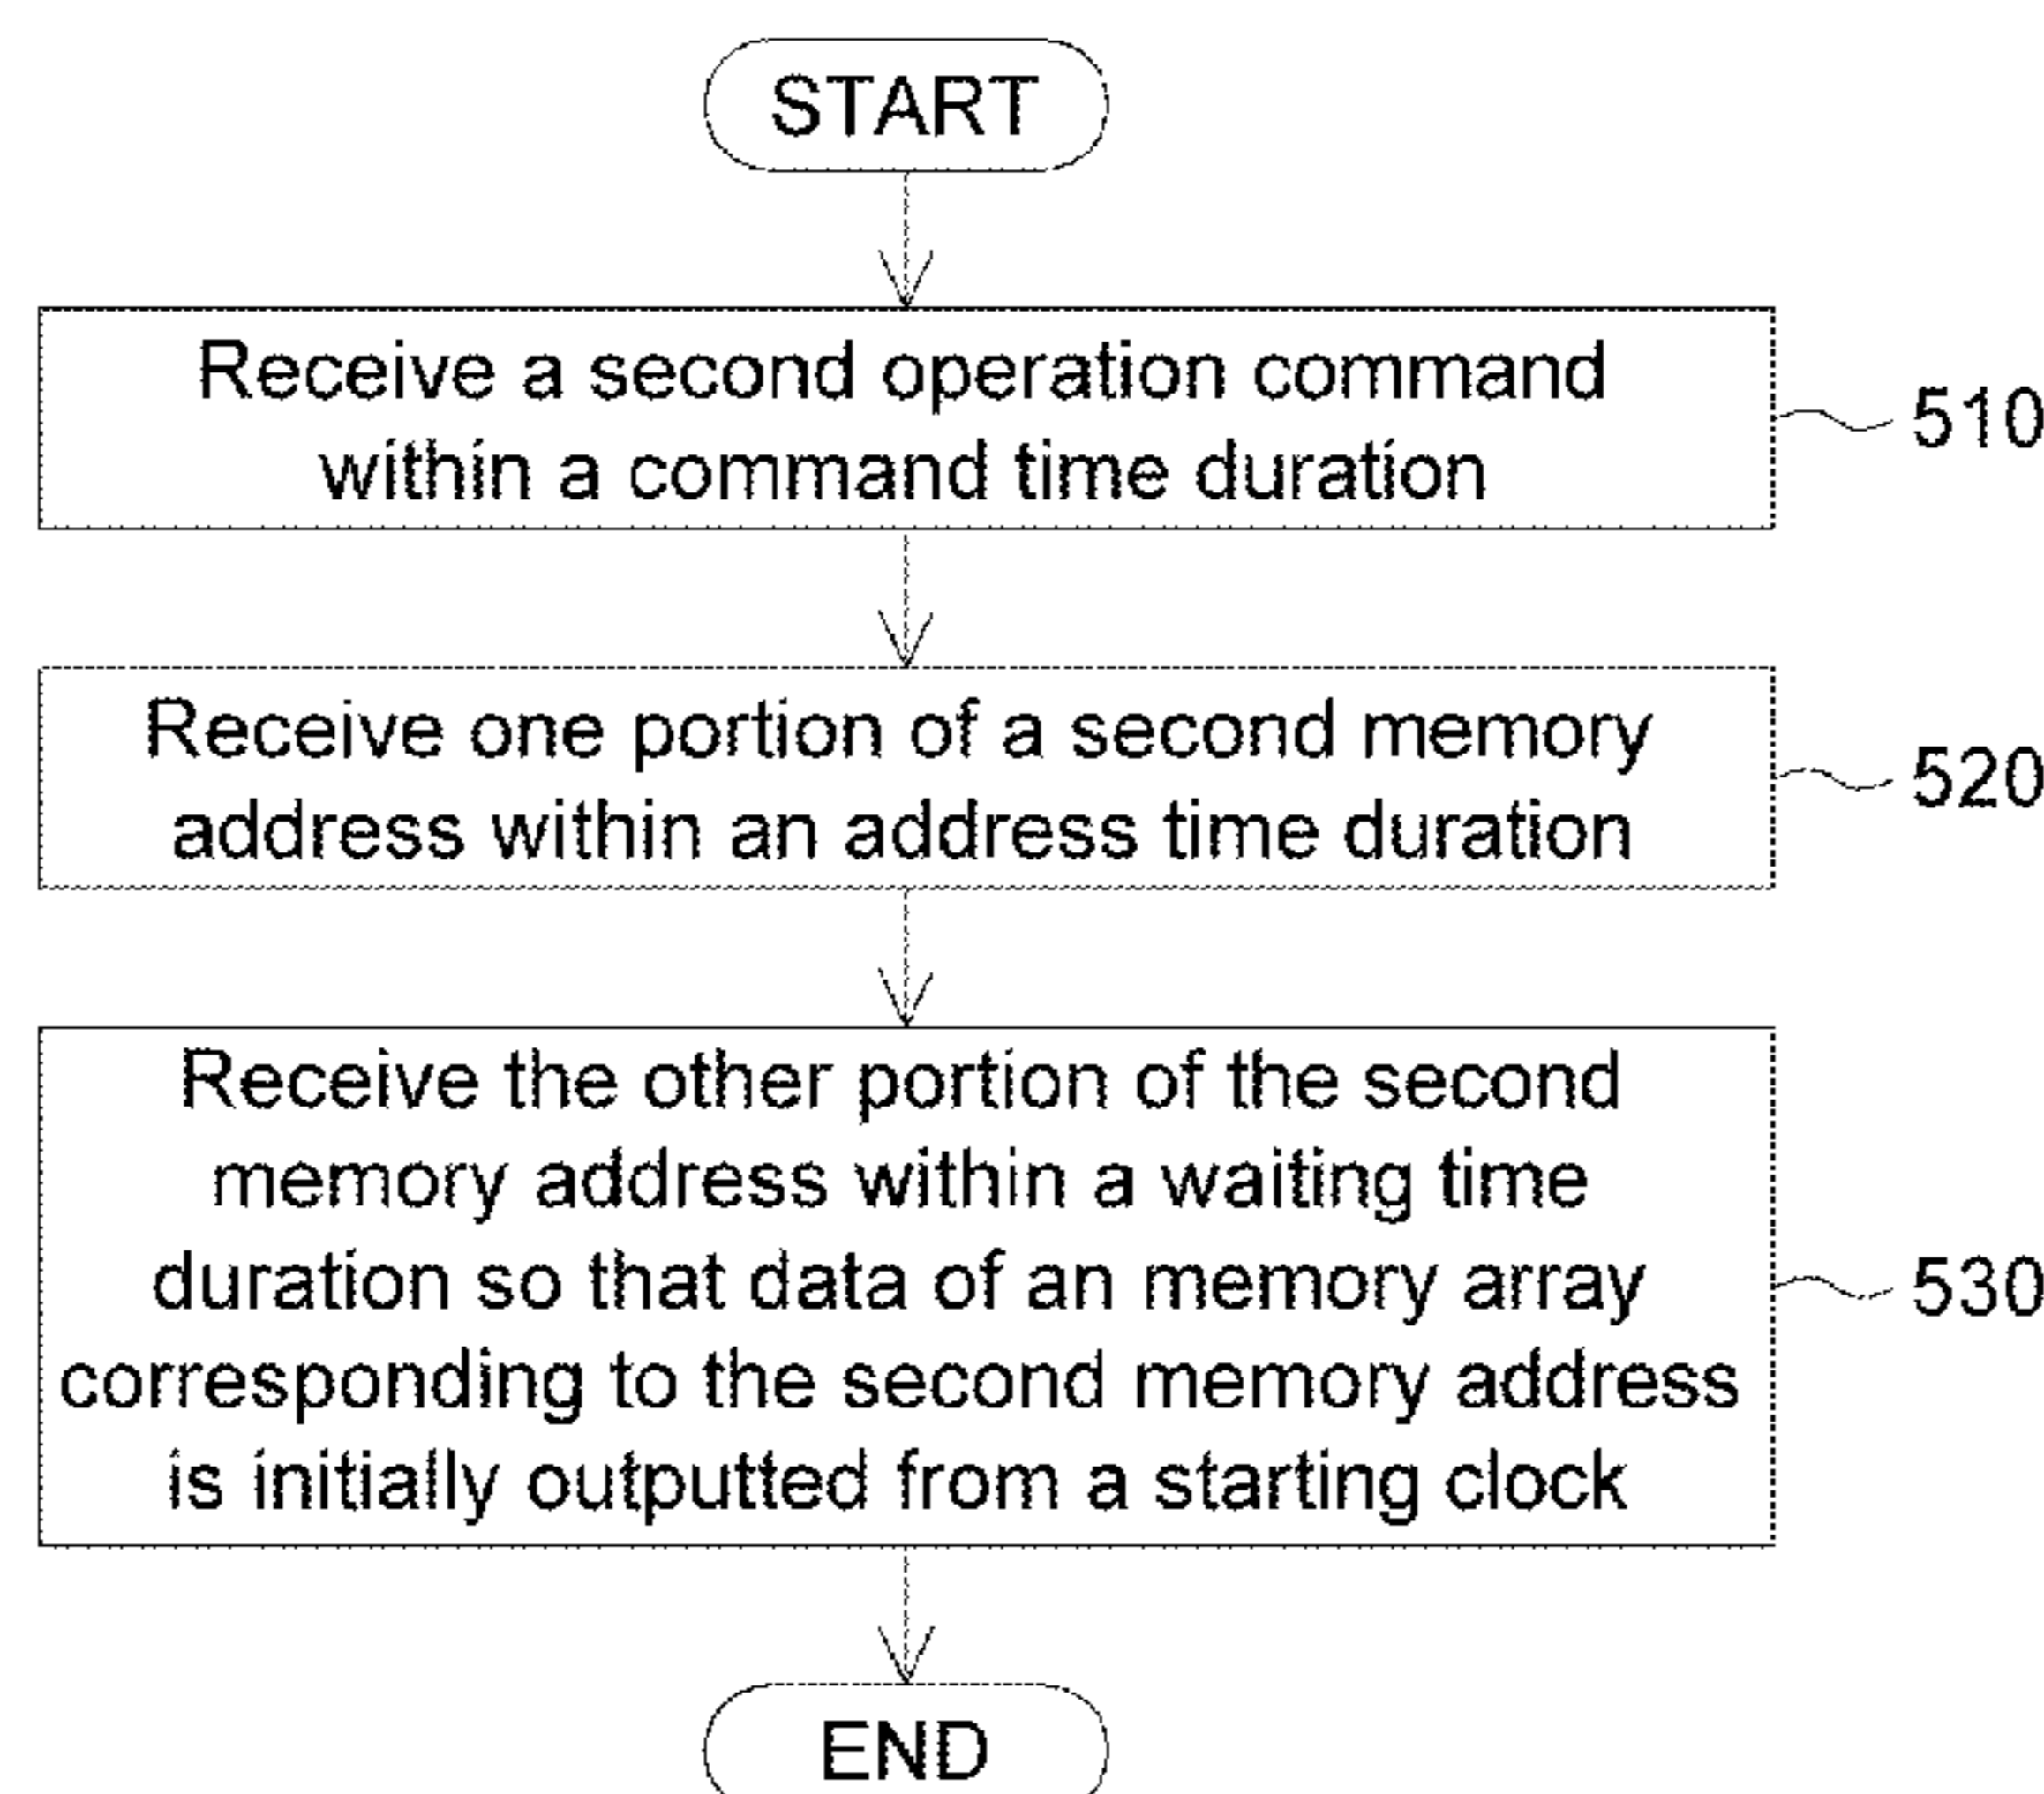 START
Receive a second operation command
within a command time duration
510
Receive one portion of a second memory
address within an address time duration
520
Receive the other portion of the second
memory address within a waiting time
duration so that data of an memory array
corresponding to the second memory address
is initially outputted from a starting clock
530
END